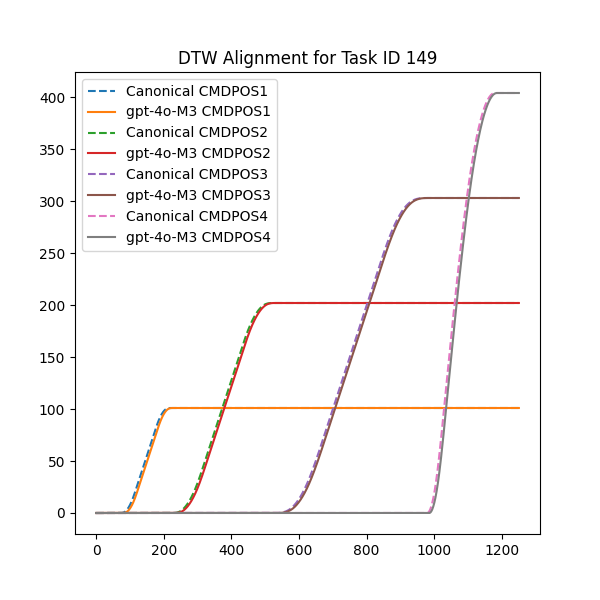 DTW Alignment for Task ID 149
Canonical CMDPOS1
gpt-4o-M3 CMDPOS1
Canonical CMDPOS2
gpt-4o-M3 CMDPOS2
Canonical CMDPOS3
gpt-4o-M3 CMDPOS3
Canonical CMDPOS4
gpt-4o-M3 CMDPOS4
400
350
300
250
200
150
100
50
0
0 200 400 600 800 1000 1200